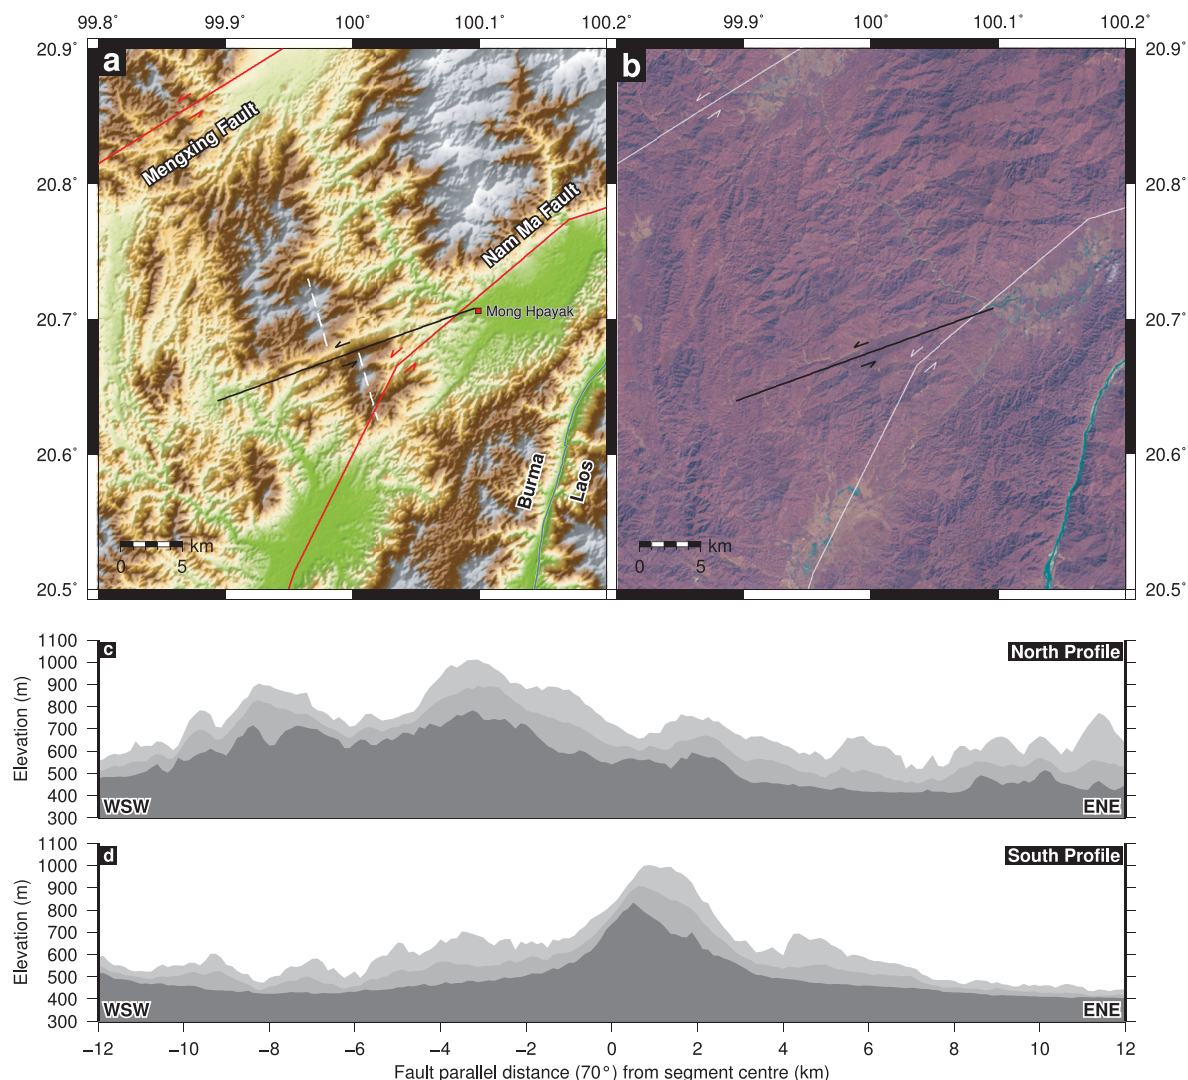 99.8° 99.9° 100° 100.1° 100.2° 99.9° 100° 100.1° 100.2°
20.9° a b 20.9°
Mengxing Fault
20.8° 20.8°
Nam Ma Fault
20.7° Mong Hpayak 20.7°
20.6° 20.6°
Burma
Laos
km km
0 5 0 5
20.5° 20.5°
1100
c North Profile
1000
900
800
700
600
500
400
300
Elevation (m)
WSW ENE
1100
d South Profile
1000
900
800
700
600
500
400
300
Elevation (m)
WSW ENE
−12 −10 −8 −6 −4 −2 0 2 4 6 8 10 12
Fault parallel distance (70°) from segment centre (km)